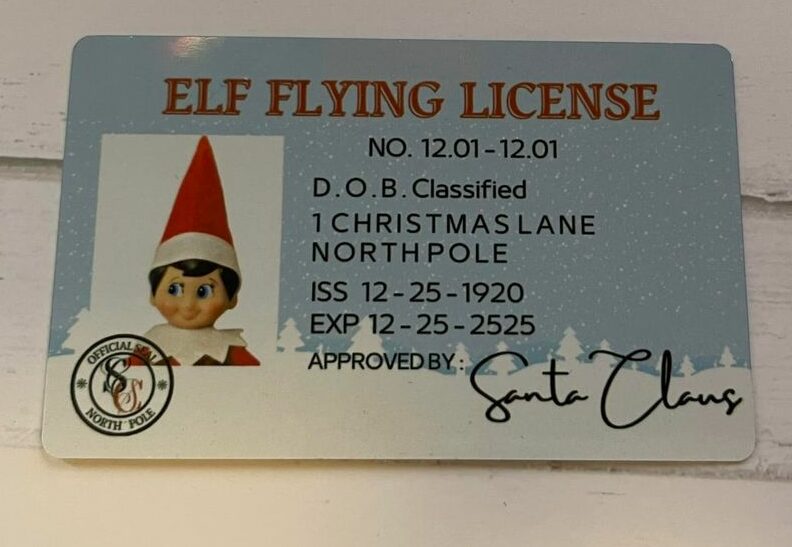 ELF FLYING LICENSE
NO. 12.01-12.01
D.O.B. Classified
1 CHRISTMAS LANE
NORTH POLE
ISS 12-25-1920
EXP 12-25-2525
APPROVED BY: Santa Claus
OFFICIAL SEAL
SC
NORTH POLE